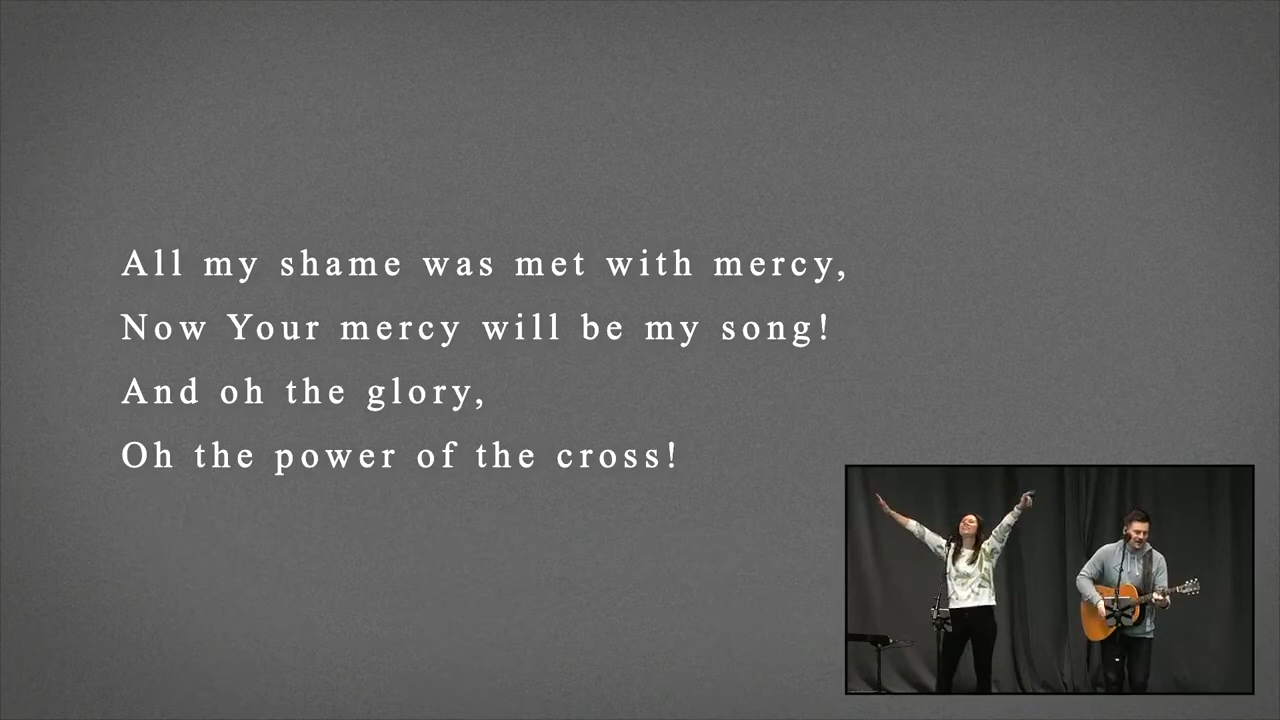 All my shame was met with mercy,
Now Your mercy will be my song!
And oh the glory,
Oh the power of the cross!